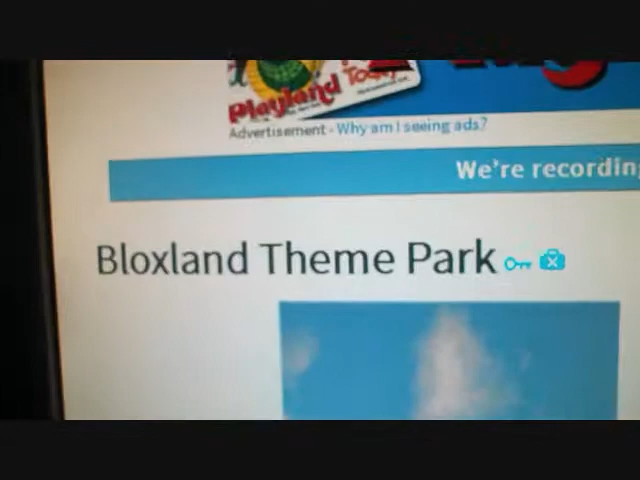 Playland
Advertisement - Why am I seeing ads?
We're recording
Bloxland Theme Park